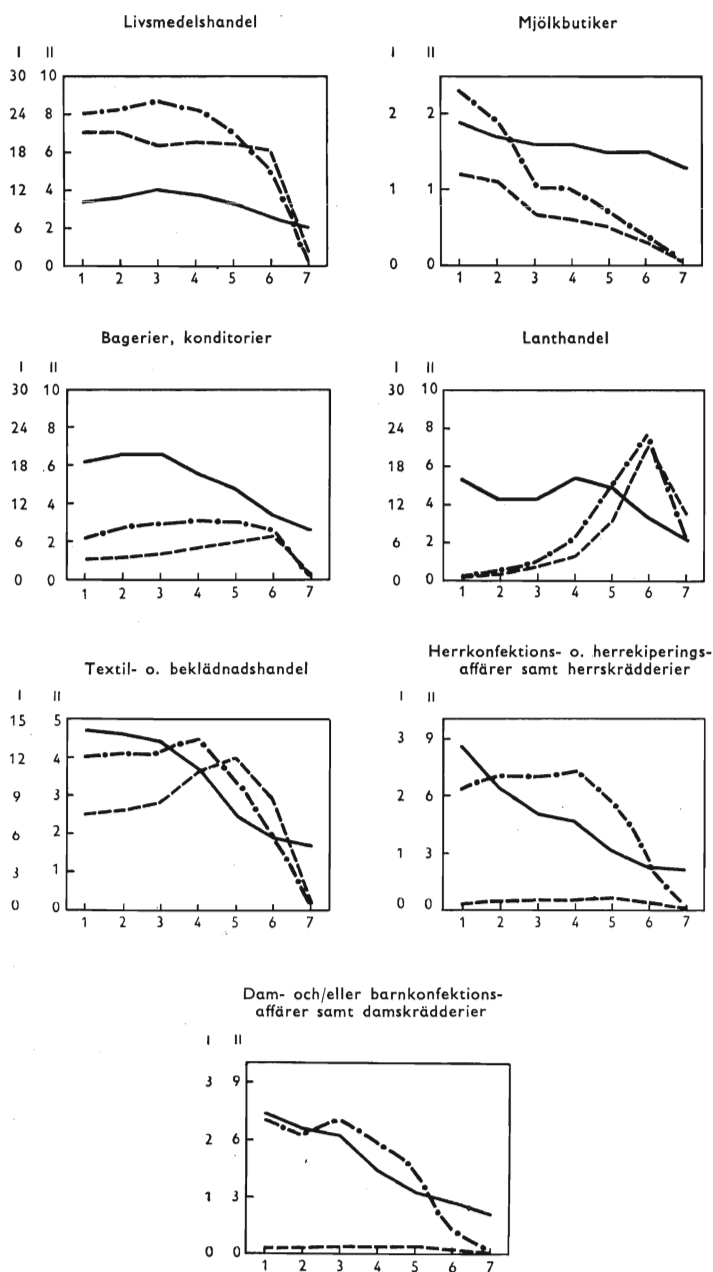 Livsmedelshandel
I II
30 10
24 8
18 6
12 4
6 2
0 0
1 2 3 4 5 6 7
Mjölkbutiker
I II
2 2
1 1
0 0
1 2 3 4 5 6 7
Bagerier, konditorier
I II
30 10
24 8
18 6
12 4
6 2
0 0
1 2 3 4 5 6 7
Lanthandel
I II
30 10
24 8
18 6
12 4
6 2
0 0
1 2 3 4 5 6 7
Textil- o. beklädnadshandel
I II
15 5
12 4
9 3
6 2
3 1
0 0
1 2 3 4 5 6 7
Herrkonfektions- o. herrekiperings-
affärer samt herrskrädderier
I II
3 9
2 6
1 3
0 0
1 2 3 4 5 6 7
Dam- och/eller barnkonfektions-
affärer samt damskrädderier
I II
3 9
2 6
1 3
0 0
1 2 3 4 5 6 7